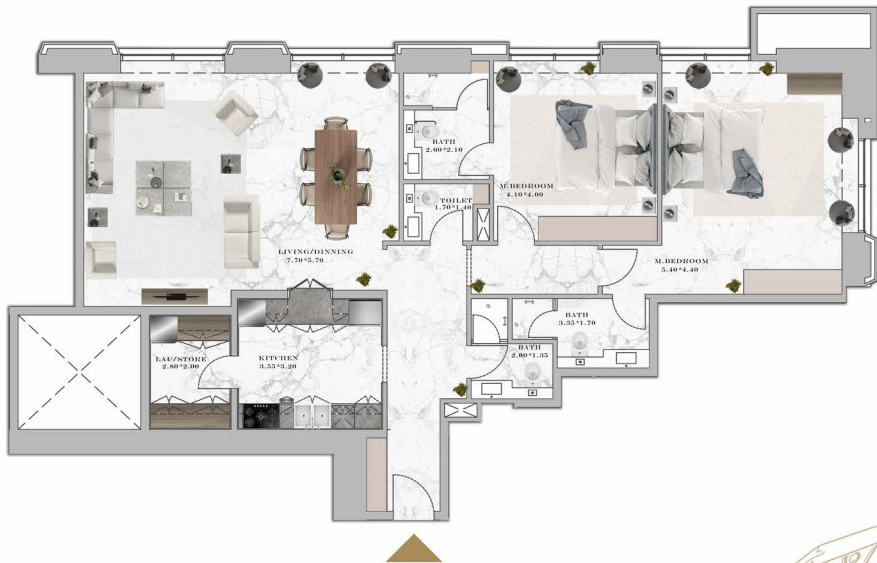 BATH
2.60*2.10
M.BEDROOM
4.10*4.00
TOILET
1.70*1.40
LIVING/DINNING
7.70*5.70
M.BEDROOM
5.40*4.40
BATH
3.35*1.70
BATH
2.00*1.35
LAU/STORE
2.80*2.00
KITCHEN
3.55*3.20